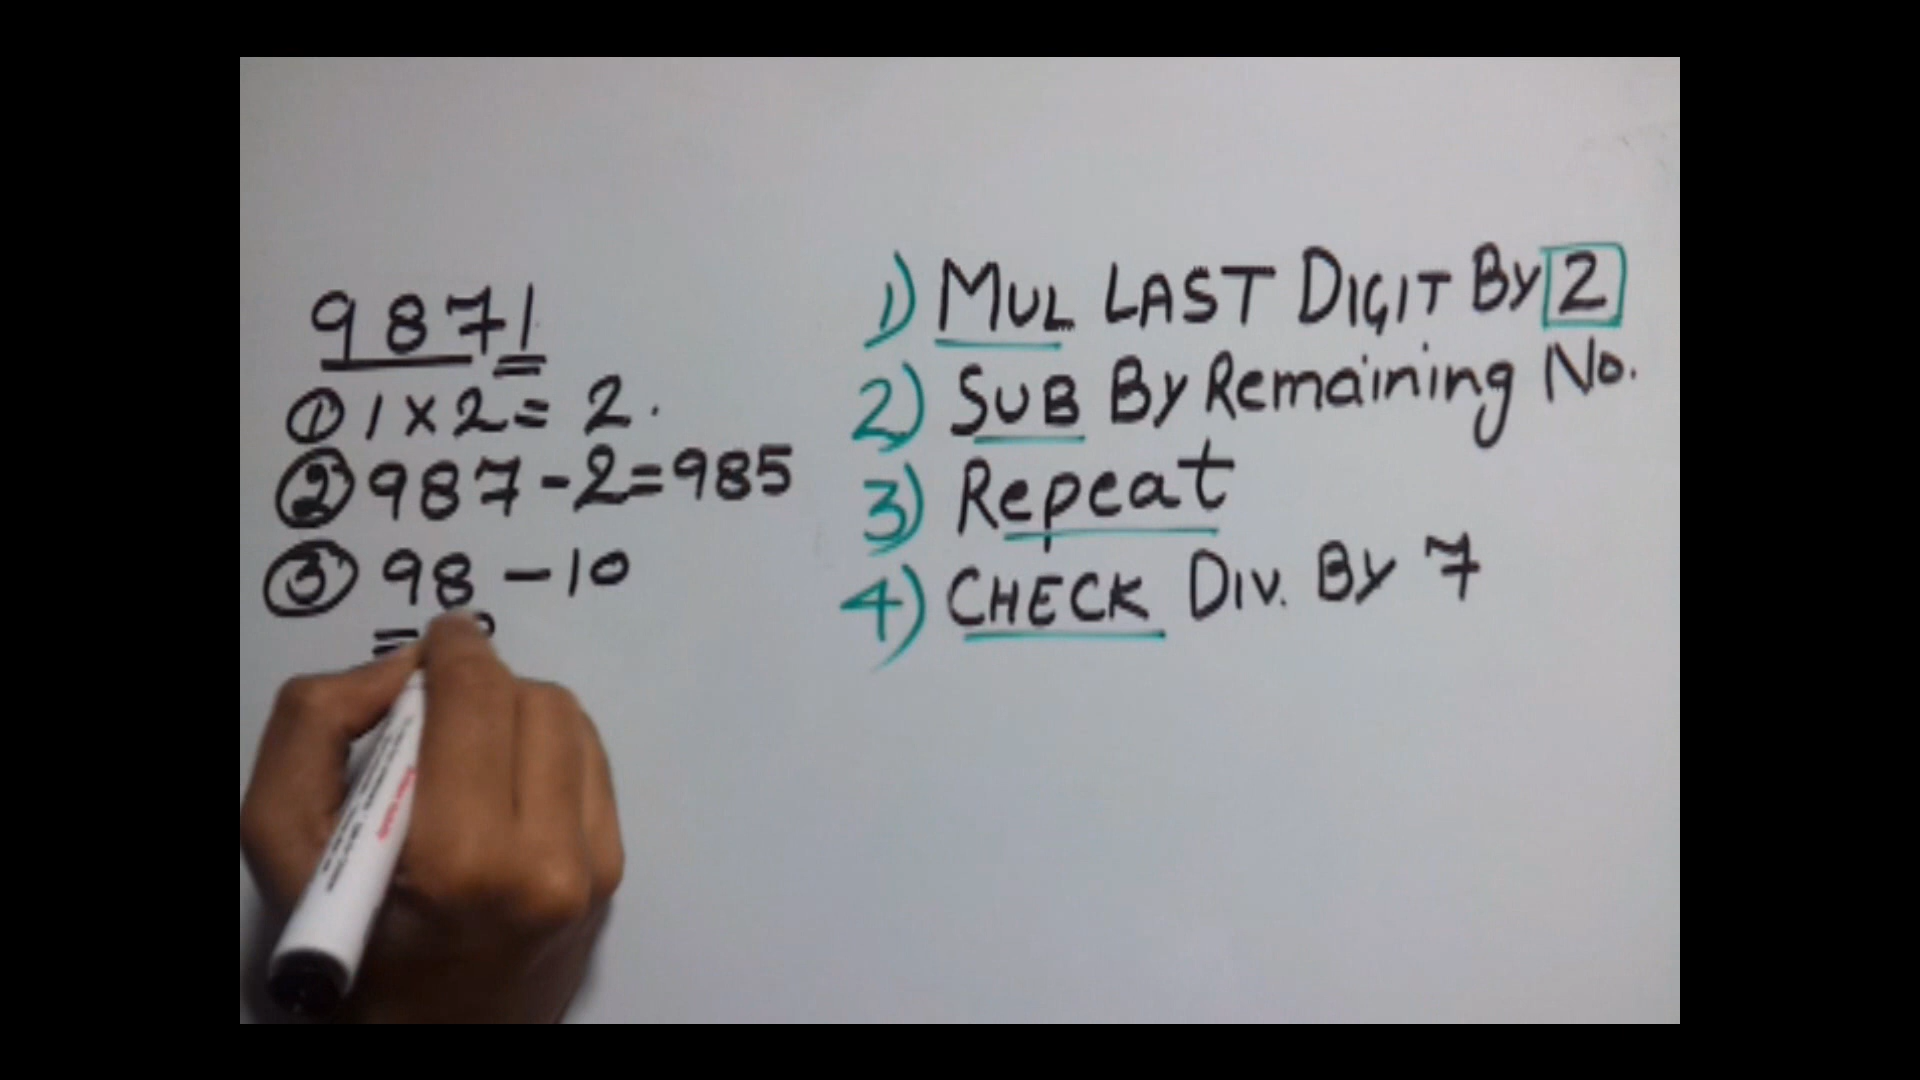 9871
① 1 × 2 = 2.
② 987 - 2 = 985
③ 98 - 10
=
1) MUL LAST DIGIT By 2
2) SUB By Remaining No.
3) Repeat
4) CHECK Div. By 7